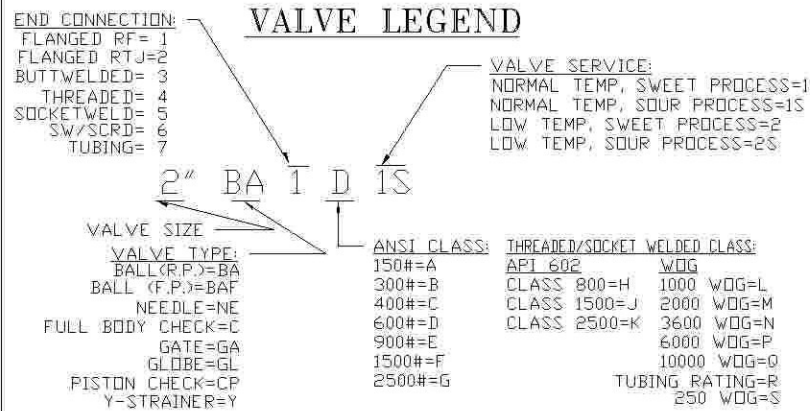 VALVE LEGEND
END CONNECTION:
FLANGED RF= 1
FLANGED RTJ=2
BUTTWELDED= 3
THREADED= 4
SOCKETWELD= 5
SW/SCRD= 6
TUBING= 7
VALVE SERVICE:
NORMAL TEMP, SWEET PROCESS=1
NORMAL TEMP, SOUR PROCESS=1S
LOW TEMP, SWEET PROCESS=2
LOW TEMP, SOUR PROCESS=2S
2" BA 1 D 1S
VALVE SIZE
VALVE TYPE:
BALL(R.P.)=BA
BALL (F.P.)=BAF
NEEDLE=NE
FULL BODY CHECK=C
GATE=GA
GLOBE=GL
PISTON CHECK=CP
Y-STRAINER=Y
ANSI CLASS:
150#=A
300#=B
400#=C
600#=D
900#=E
1500#=F
2500#=G
THREADED/SOCKET WELDED CLASS:
API 602
CLASS 800=H
CLASS 1500=J
CLASS 2500=K
WOG
1000 WOG=L
2000 WOG=M
3600 WOG=N
6000 WOG=P
10000 WOG=Q
TUBING RATING=R
250 WOG=S